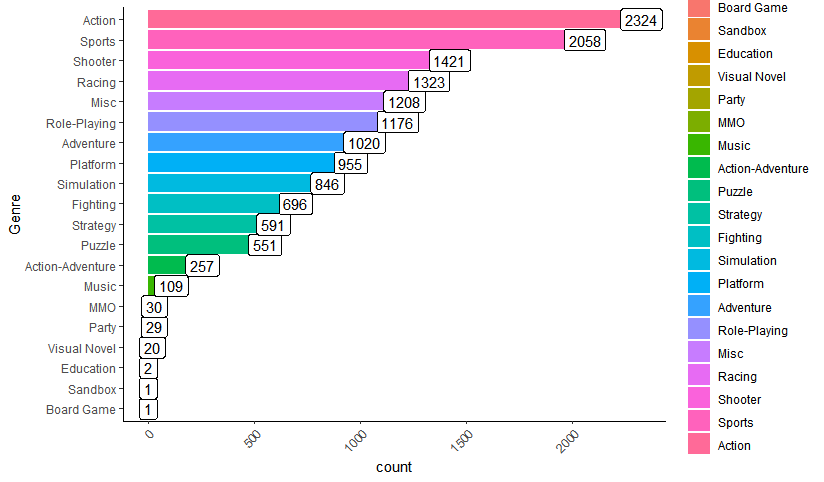 Action 2324
Sports 2058
Shooter 1421
Racing 1323
Misc 1208
Role-Playing 1176
Adventure 1020
Platform 955
Simulation 846
Fighting 696
Strategy 591
Puzzle 551
Action-Adventure 257
Music 109
MMO 30
Party 29
Visual Novel 20
Education 2
Sandbox 1
Board Game 1
Genre
0 500 1000 1500 2000
count
Board Game
Sandbox
Education
Visual Novel
Party
MMO
Music
Action-Adventure
Puzzle
Strategy
Fighting
Simulation
Platform
Adventure
Role-Playing
Misc
Racing
Shooter
Sports
Action